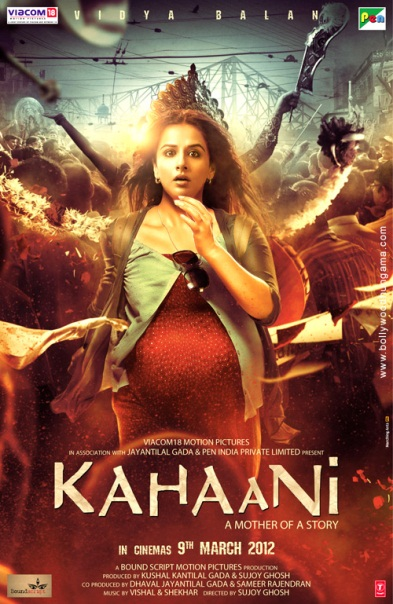 VIACOM 18
MOTION PICTURES
VIDYA BALAN
Pen
www.bollywoodhungama.com
VIACOM18 MOTION PICTURES
IN ASSOCIATION WITH JAYANTILAL GADA & PEN INDIA PRIVATE LIMITED PRESENT
KAHAANi
A MOTHER OF A STORY
IN CINEMAS 9TH MARCH 2012
A BOUND SCRIPT MOTION PICTURES PRODUCTION
PRODUCED BY KUSHAL KANTILAL GADA & SUJOY GHOSH
CO PRODUCED BY DHAVAL JAYANTILAL GADA & SAMEER RAJENDRAN
MUSIC BY VISHAL & SHEKHAR DIRECTED BY SUJOY GHOSH
boundscript
T